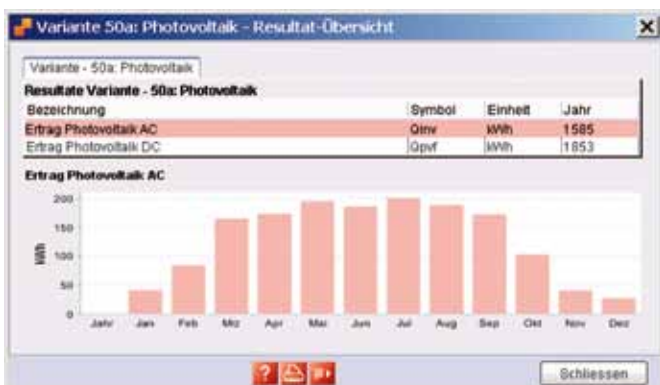 Variante 50a: Photovoltaik - Resultat-Übersicht
Variante - 50a: Photovoltaik
Resultate Variante - 50a: Photovoltaik
Bezeichnung Symbol Einheit Jahr
Ertrag Photovoltaik AC Qinv kWh 1585
Ertrag Photovoltaik DC Qpvf kWh 1853
Ertrag Photovoltaik AC
kWh
200
150
100
50
0
Jahr Jan Feb Mrz Apr Mai Jun Jul Aug Sep Okt Nov Dez
?
Schliessen